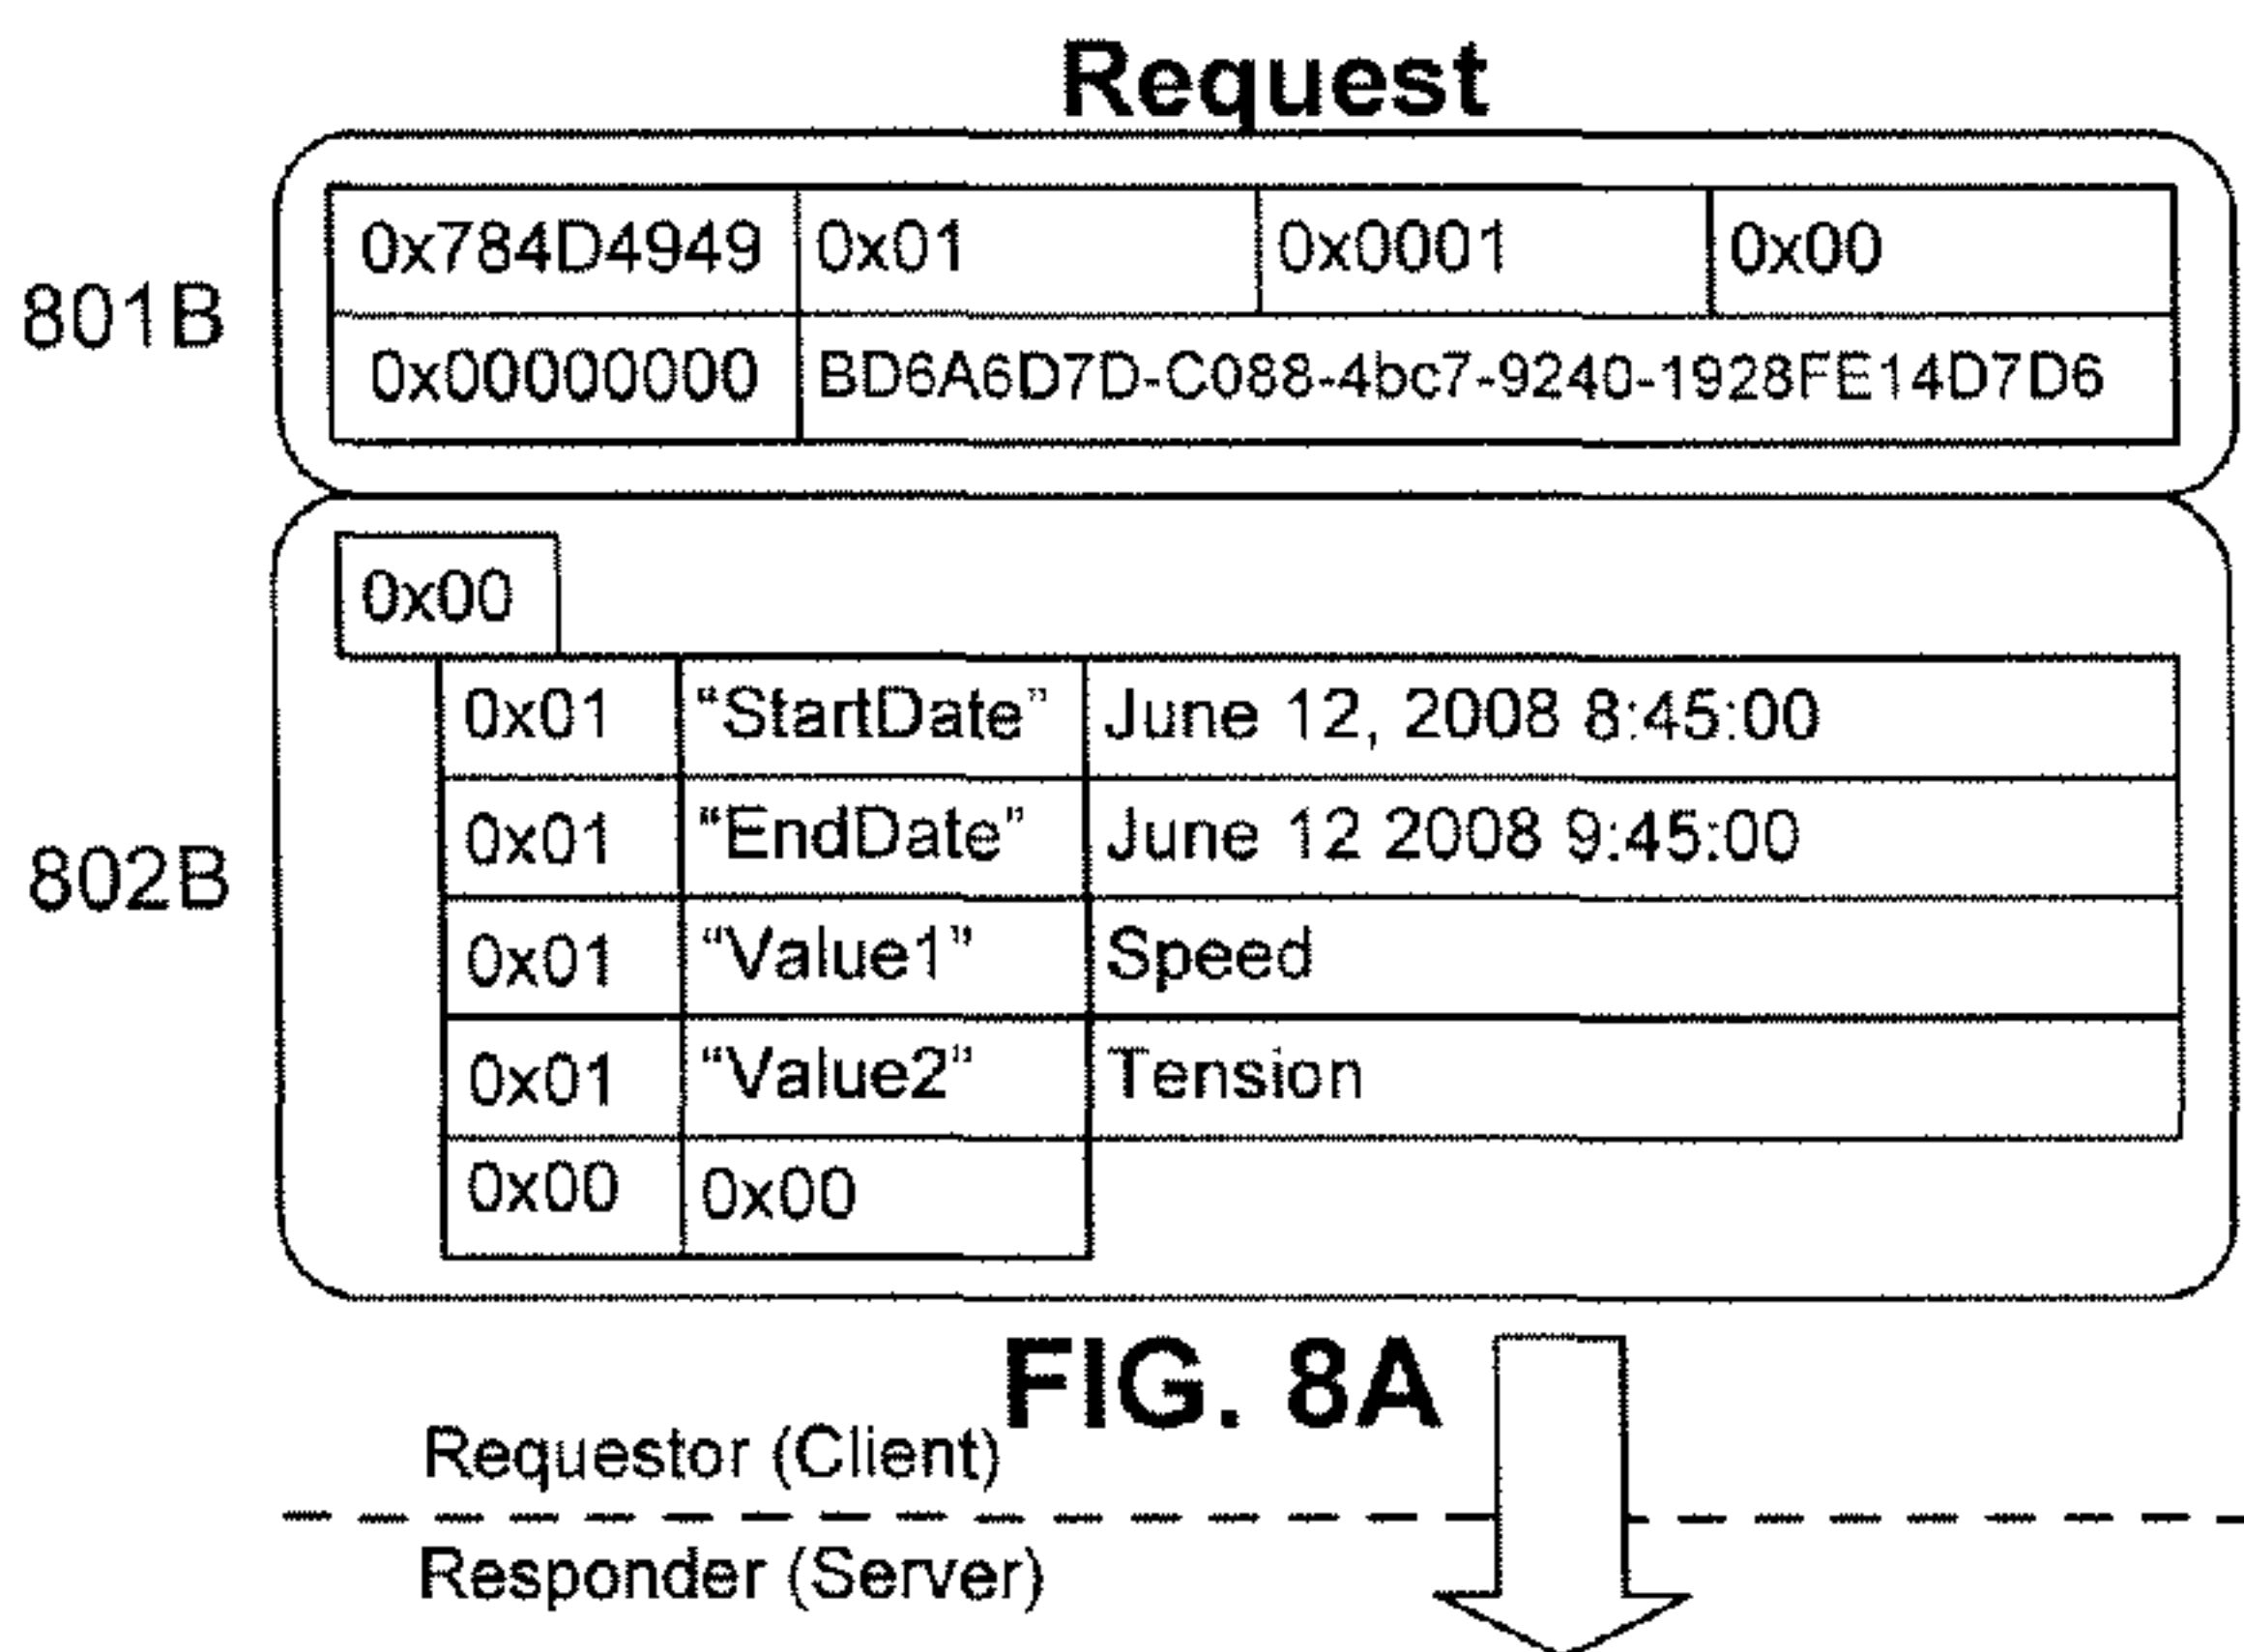 Request
801B
0x784D4949 0x01 0x0001 0x00
0x00000000 BD6A6D7D-C088-4bc7-9240-1928FE14D7D6
802B
0x00
0x01 “StartDate” June 12, 2008 8:45:00
0x01 “EndDate” June 12 2008 9:45:00
0x01 “Value1” Speed
0x01 “Value2” Tension
0x00 0x00
FIG. 8A
Requestor (Client)
Responder (Server)